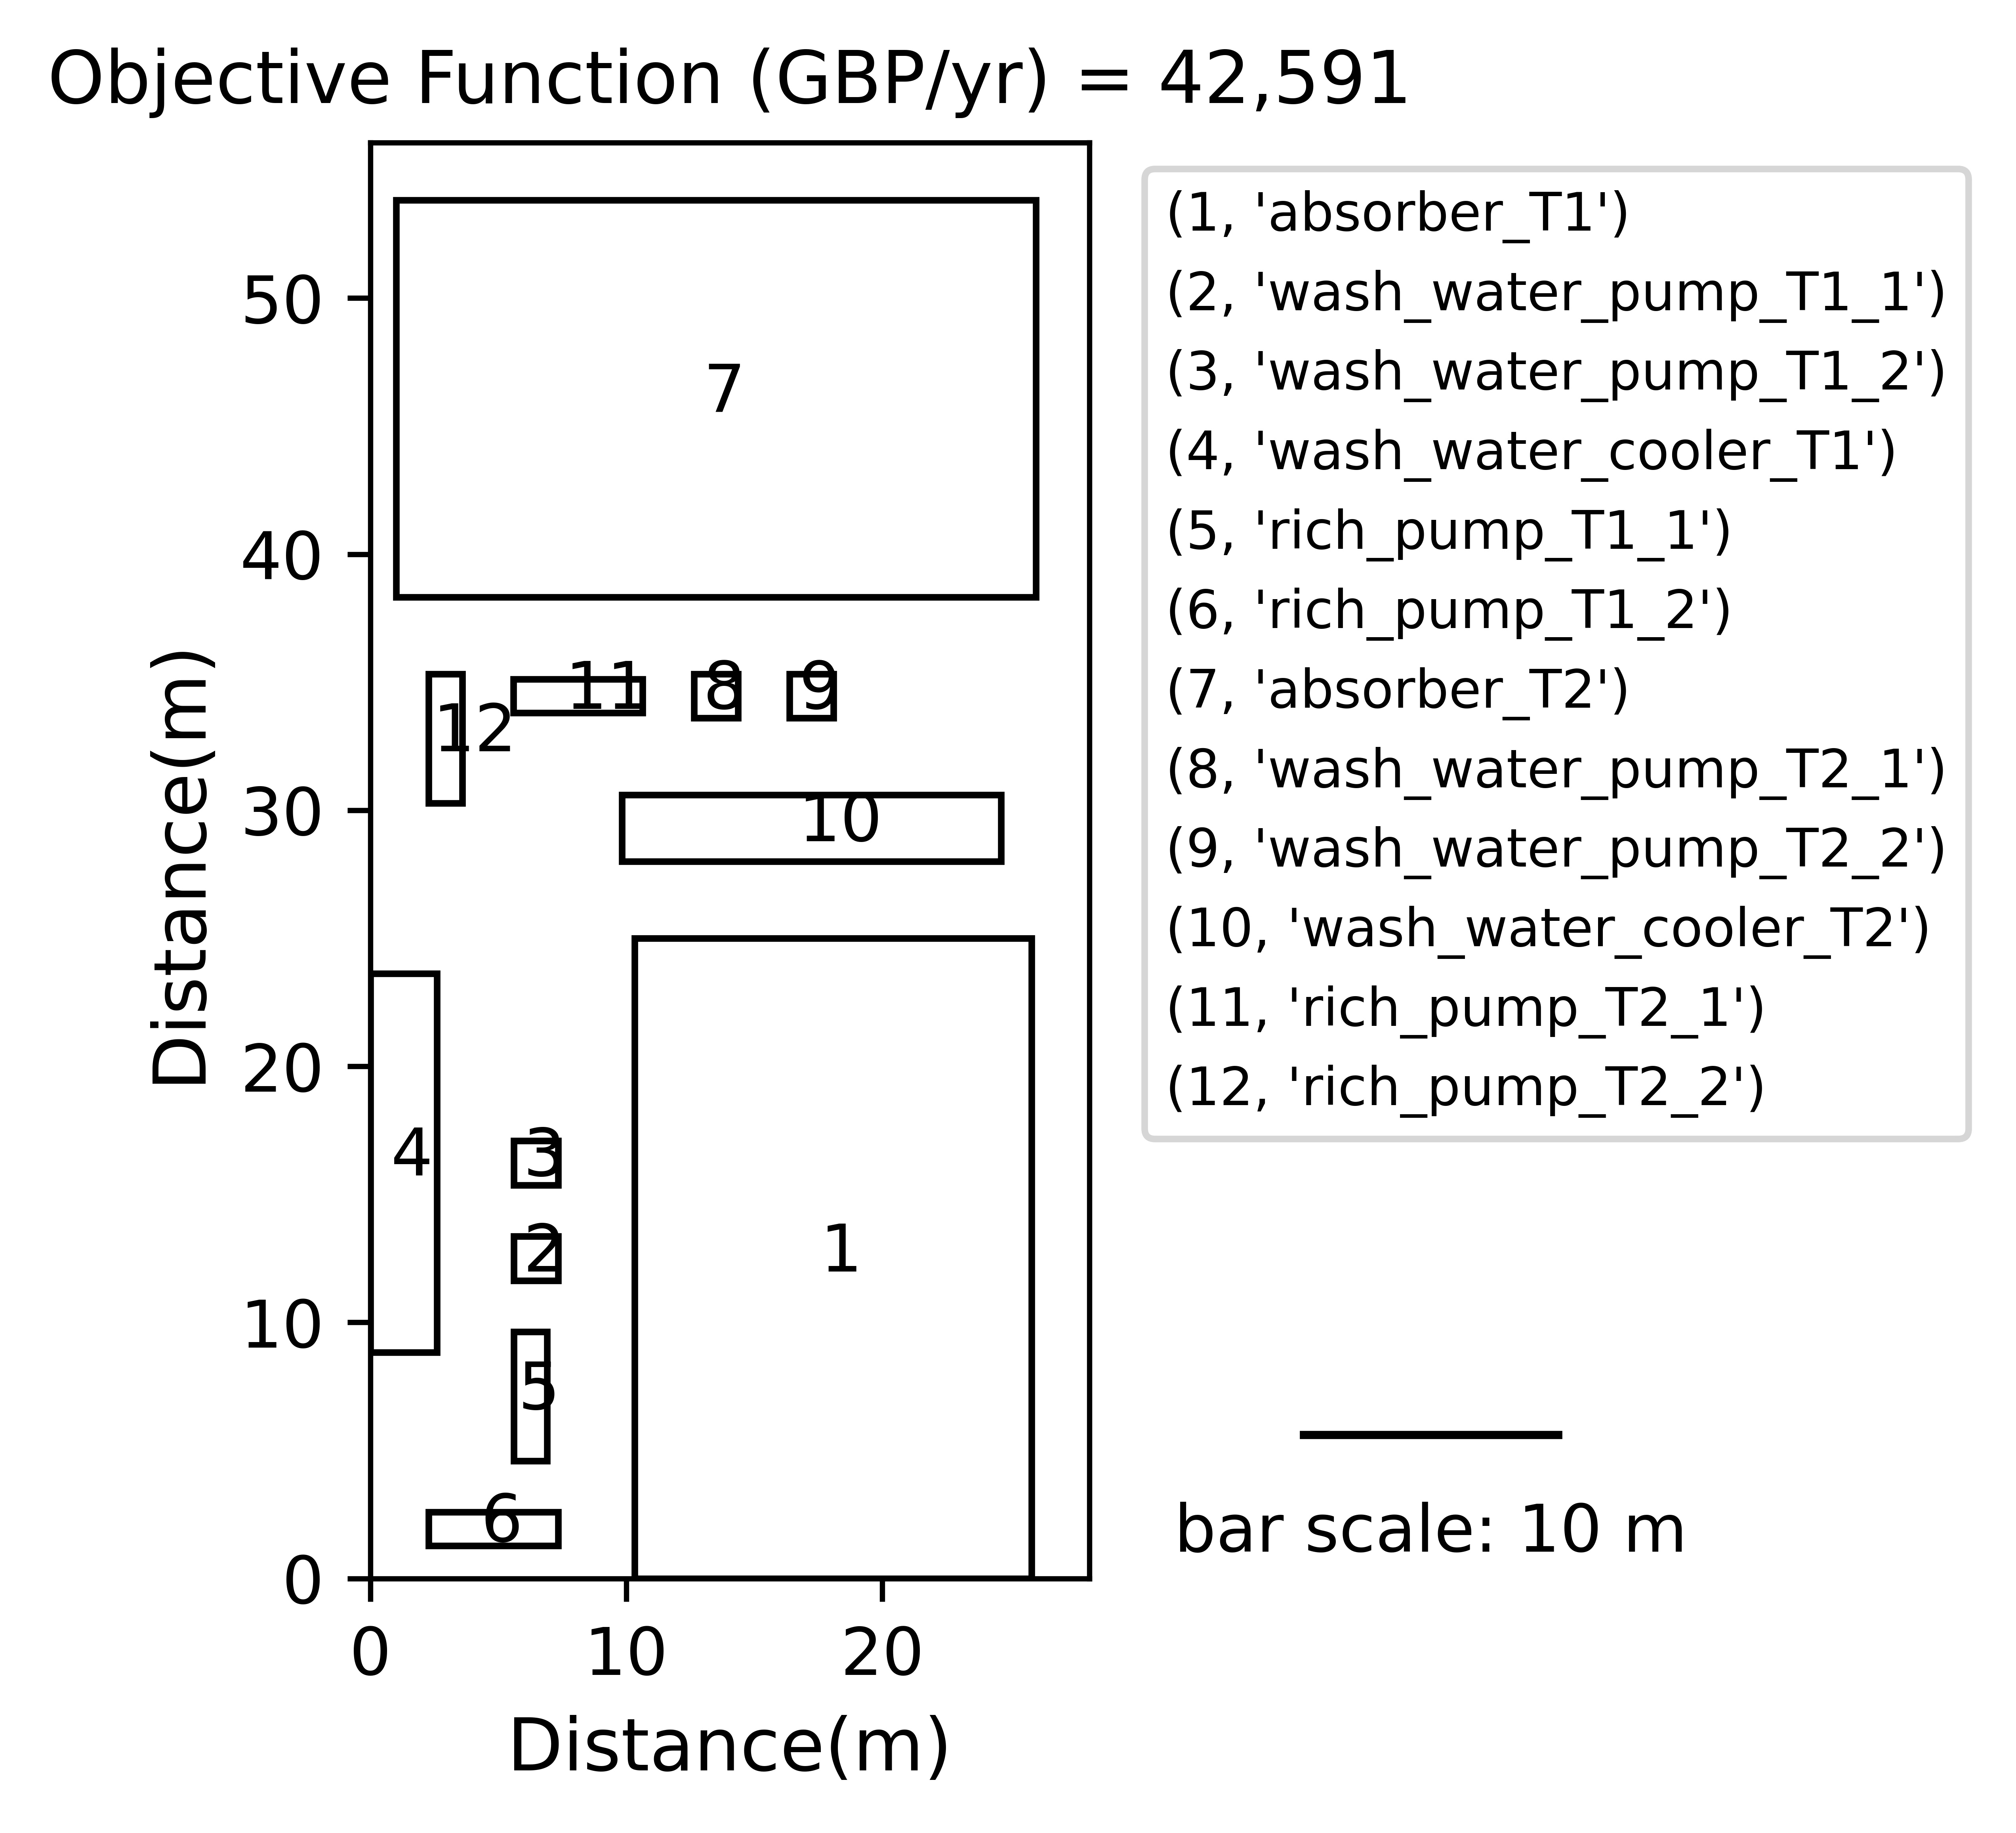 Objective Function (GBP/yr) = 42,591
Distance(m)
50
40
30
20
10
0
7
12
11
8
9
10
4
3
2
1
5
6
0
10
20
Distance(m)
(1, 'absorber_T1')
(2, 'wash_water_pump_T1_1')
(3, 'wash_water_pump_T1_2')
(4, 'wash_water_cooler_T1')
(5, 'rich_pump_T1_1')
(6, 'rich_pump_T1_2')
(7, 'absorber_T2')
(8, 'wash_water_pump_T2_1')
(9, 'wash_water_pump_T2_2')
(10, 'wash_water_cooler_T2')
(11, 'rich_pump_T2_1')
(12, 'rich_pump_T2_2')
bar scale: 10 m